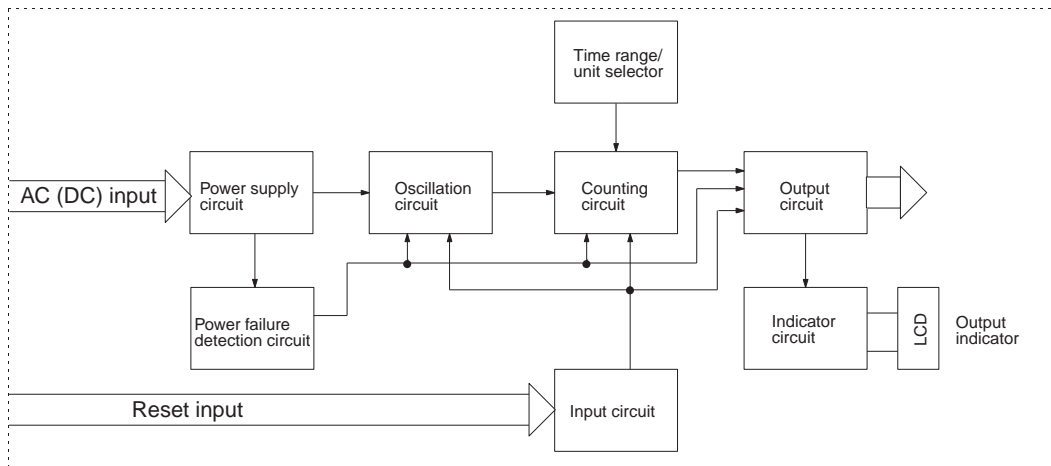 Time range/
unit selector
AC (DC) input
Power supply
circuit
Oscillation
circuit
Counting
circuit
Output
circuit
Power failure
detection circuit
Indicator
circuit
LCD
Output
indicator
Reset input
Input circuit